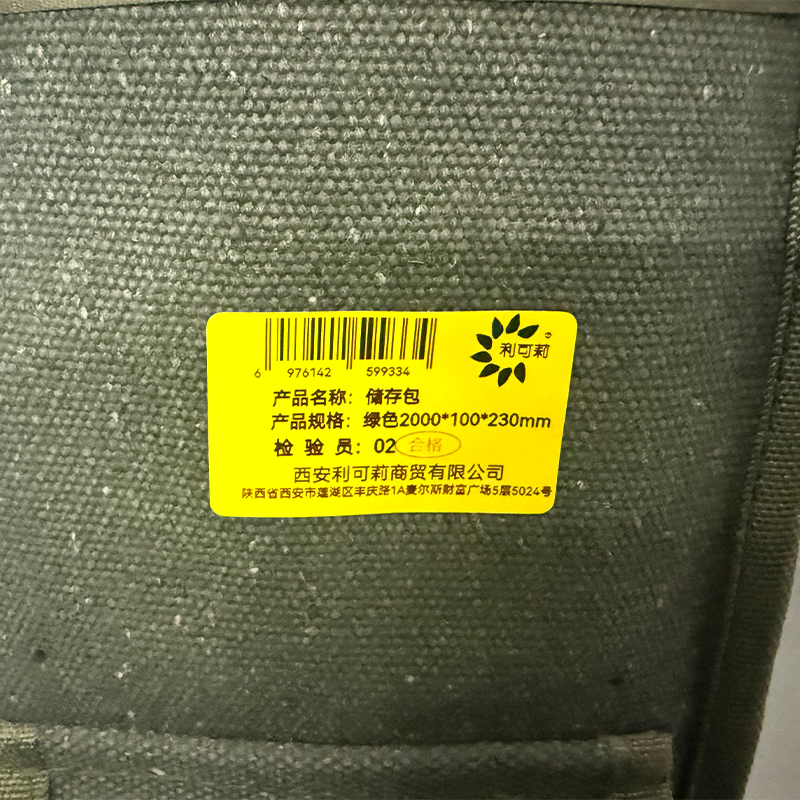 利可莉
6 976142 599334
产品名称：储存包
产品规格：绿色2000*100*230mm
检 验 员：02 合格
西安利可莉商贸有限公司
陕西省西安市莲湖区丰庆路1A麦尔斯财富广场5层5024号